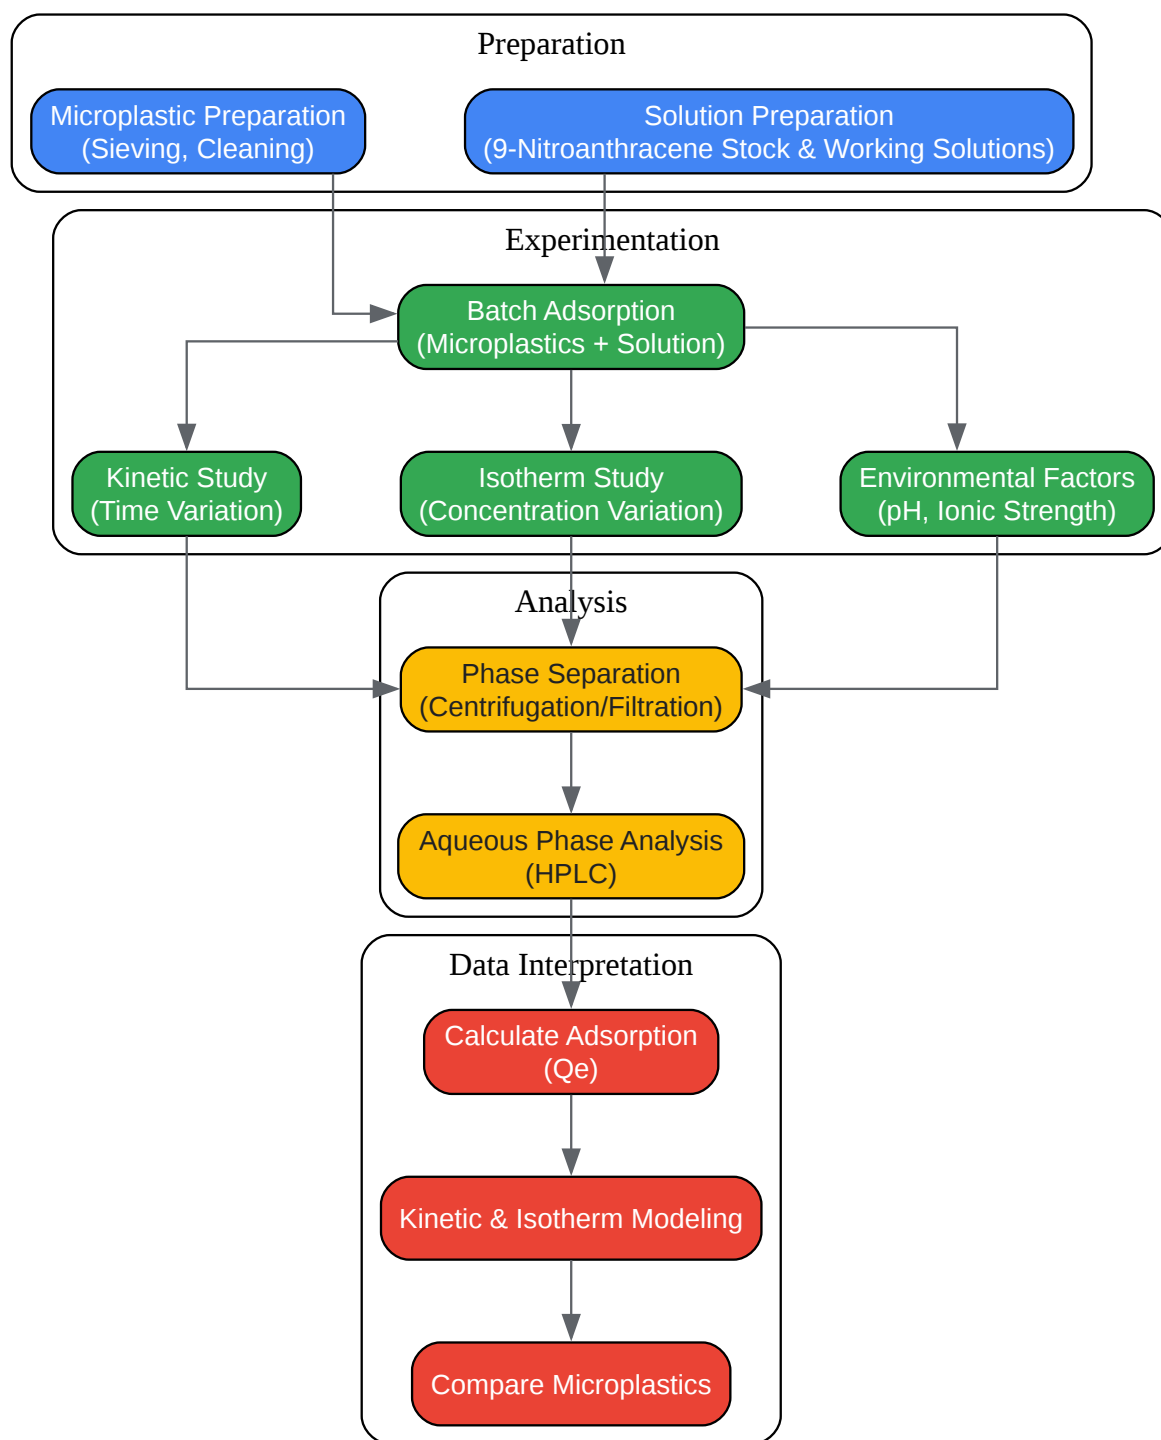 Preparation
Microplastic Preparation
(Sieving, Cleaning)
Solution Preparation
(9-Nitroanthracene Stock & Working Solutions)
Experimentation
Batch Adsorption
(Microplastics + Solution)
Kinetic Study
(Time Variation)
Isotherm Study
(Concentration Variation)
Environmental Factors
(pH, Ionic Strength)
Analysis
Phase Separation
(Centrifugation/Filtration)
Aqueous Phase Analysis
(HPLC)
Data Interpretation
Calculate Adsorption
(Qe)
Kinetic & Isotherm Modeling
Compare Microplastics